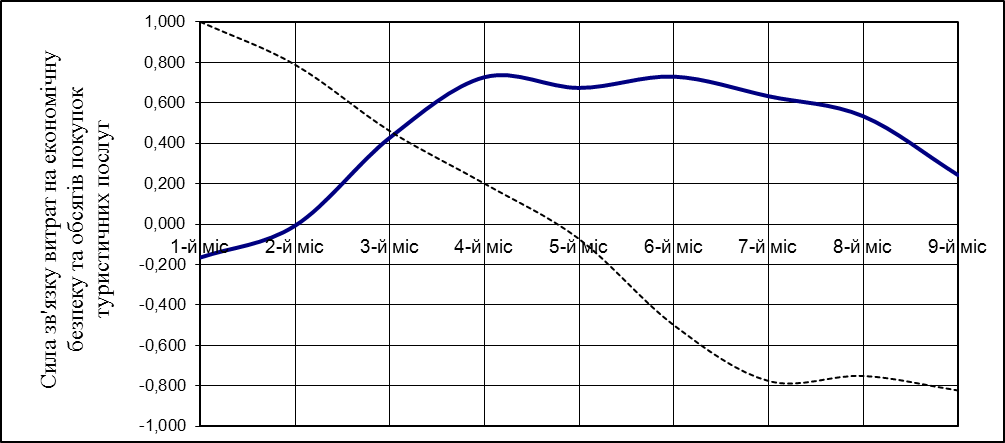 Сила зв'язку витрат на економічну
безпеку та обсягів покупок
туристичних послуг
1,000
0,800
0,600
0,400
0,200
0,000
-0,200
-0,400
-0,600
-0,800
-1,000
1-й міс
2-й міс
3-й міс
4-й міс
5-й міс
6-й міс
7-й міс
8-й міс
9-й міс